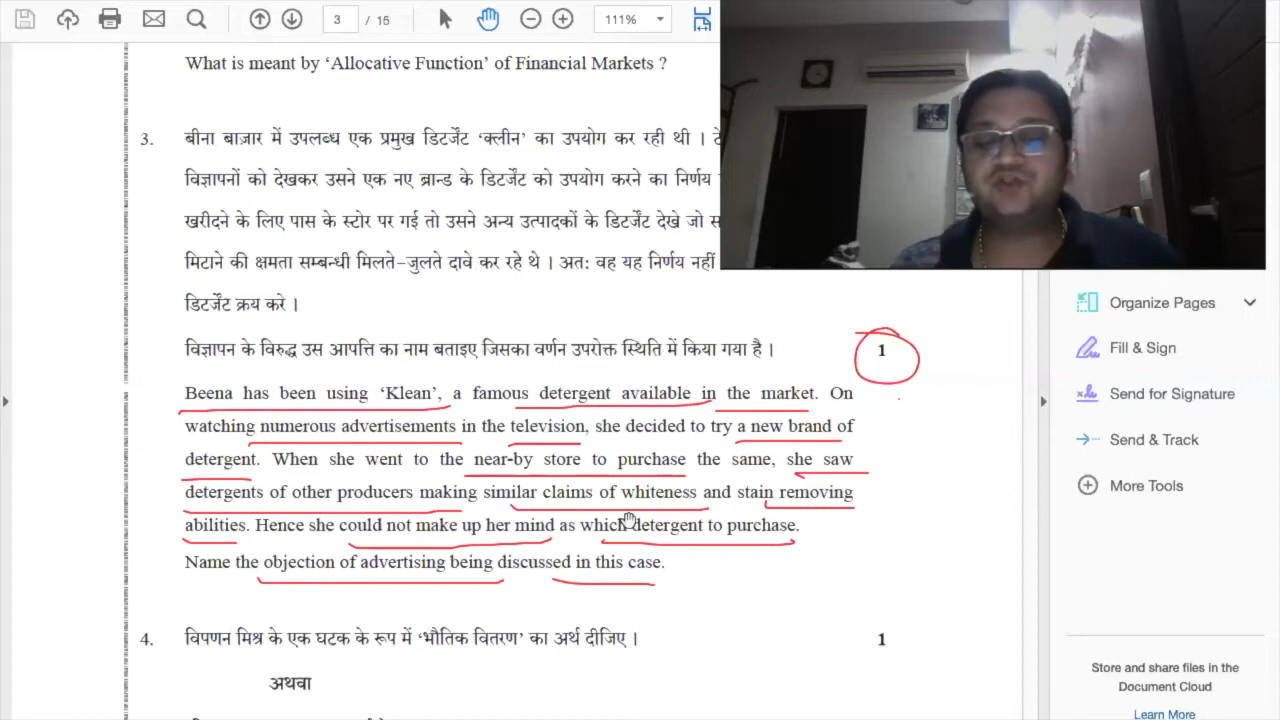 3 / 15
111%
What is meant by ‘Allocative Function’ of Financial Markets ?
3. बीना बाज़ार में उपलब्ध एक प्रमुख डिटर्जेंट ‘क्लीन’ का उपयोग कर रही थी ।
विज्ञापनों को देखकर उसने एक नए ब्रान्ड के डिटर्जेंट को उपयोग करने का निर्णय
खरीदने के लिए पास के स्टोर पर गई तो उसने अन्य उत्पादकों के डिटर्जेंट देखे जो
मिटाने की क्षमता सम्बन्धी मिलते-जुलते दावे कर रहे थे । अत: वह यह निर्णय नहीं
डिटर्जेंट क्रय करे ।
विज्ञापन के विरुद्ध उस आपत्ति का नाम बताइए जिसका वर्णन उपरोक्त स्थिति में किया गया है । 1
Beena has been using ‘Klean’, a famous detergent available in the market. On
watching numerous advertisements in the television, she decided to try a new brand of
detergent. When she went to the near-by store to purchase the same, she saw
detergents of other producers making similar claims of whiteness and stain removing
abilities. Hence she could not make up her mind as which detergent to purchase.
Name the objection of advertising being discussed in this case.
4. विपणन मिश्र के एक घटक के रूप में ‘भौतिक वितरण’ का अर्थ दीजिए । 1
अथवा
Organize Pages
Fill & Sign
Send for Signature
Send & Track
More Tools
Store and share files in the
Document Cloud
Learn More